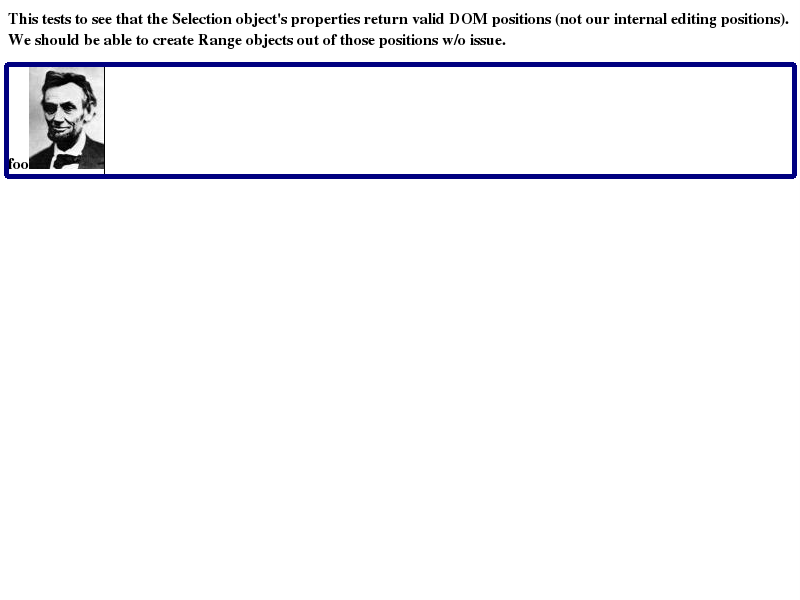 This tests to see that the Selection object's properties return valid DOM positions (not our internal editing positions).
We should be able to create Range objects out of those positions w/o issue.
foo